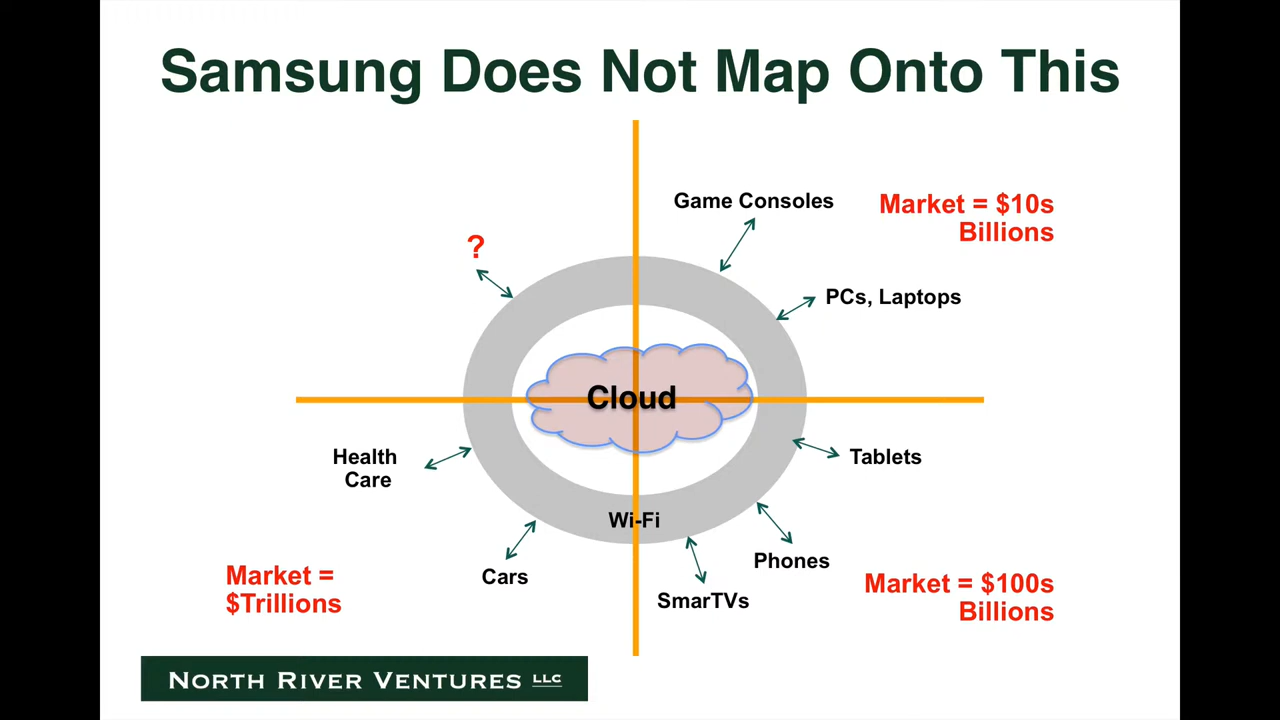 Samsung Does Not Map Onto This
Game Consoles
Market = $10s
Billions
?
PCs, Laptops
Cloud
Health
Care
Tablets
Wi-Fi
Phones
Cars
SmarTVs
Market =
$Trillions
Market = $100s
Billions
NORTH RIVER VENTURES LLC